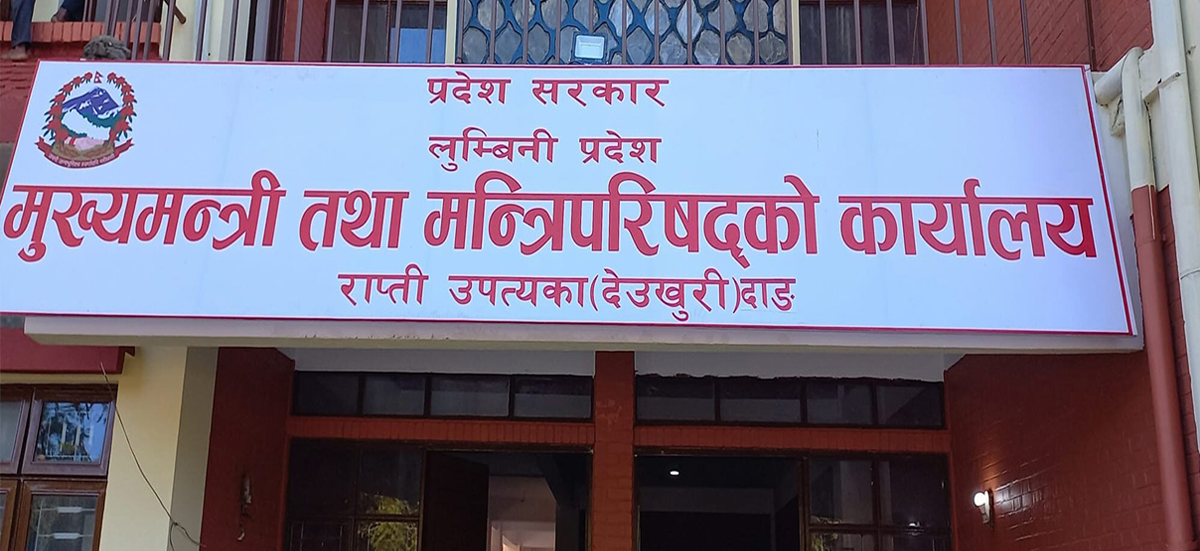 प्रदेश सरकार
लुम्बिनी प्रदेश
मुख्यमन्त्री तथा मन्त्रिपरिषद्को कार्यालय
राप्ती उपत्यका(देउखुरी)दाङ